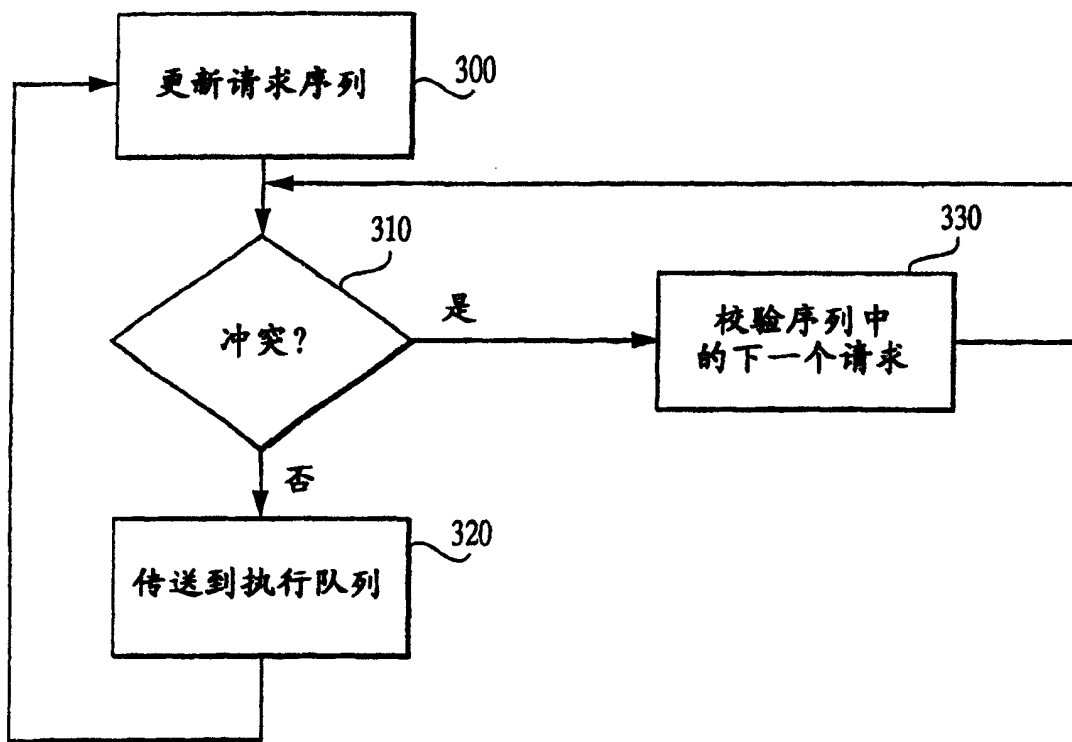 更新请求序列
300
310
冲突?
是
330
校验序列中
的下一个请求
否
320
传送到执行队列